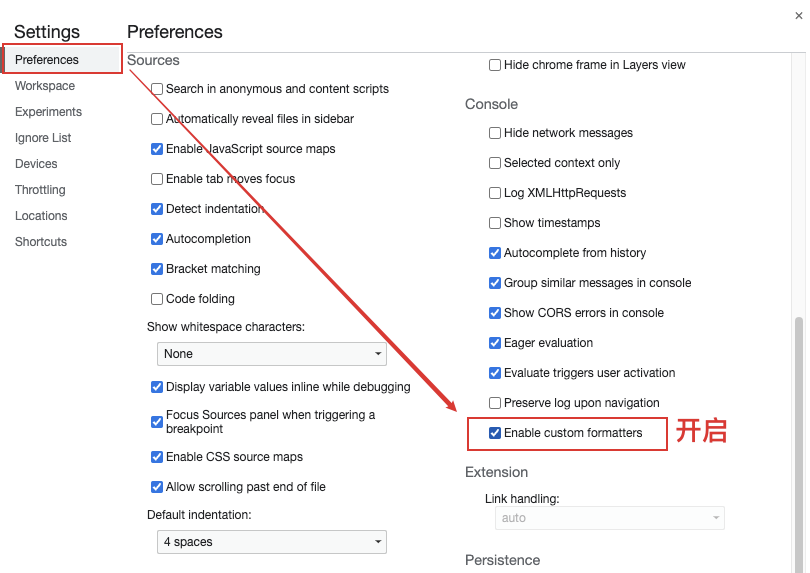 Settings
Preferences
Workspace
Experiments
Ignore List
Devices
Throttling
Locations
Shortcuts
Preferences
Sources
Search in anonymous and content scripts
Automatically reveal files in sidebar
Enable JavaScript source maps
Enable tab moves focus
Detect indentation
Autocompletion
Bracket matching
Code folding
Show whitespace characters:
None
Display variable values inline while debugging
Focus Sources panel when triggering a
breakpoint
Enable CSS source maps
Allow scrolling past end of file
Default indentation:
4 spaces
Hide chrome frame in Layers view
Console
Hide network messages
Selected context only
Log XMLHttpRequests
Show timestamps
Autocomplete from history
Group similar messages in console
Show CORS errors in console
Eager evaluation
Evaluate triggers user activation
Preserve log upon navigation
Enable custom formatters
开启
Extension
Link handling:
auto
Persistence